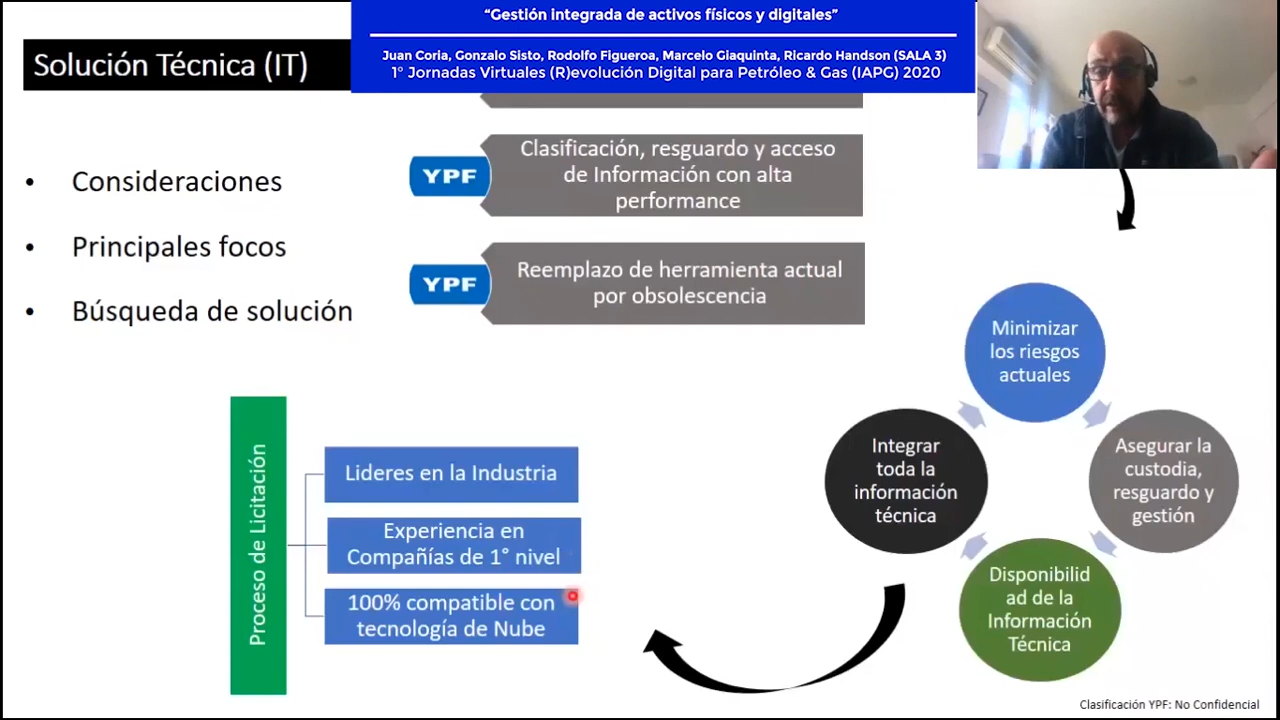 “Gestión integrada de activos físicos y digitales”
Juan Coria, Gonzalo Sisto, Rodolfo Figueroa, Marcelo Giaquinta, Ricardo Handson (SALA 3)
1° Jornadas Virtuales (R)evolución Digital para Petróleo & Gas (IAPG) 2020
Solución Técnica (IT)
• Consideraciones
• Principales focos
• Búsqueda de solución
YPF
Clasificación, resguardo y acceso
de Información con alta
performance
YPF
Reemplazo de herramienta actual
por obsolescencia
Minimizar
los riesgos
actuales
Asegurar la
custodia,
resguardo y
gestión
Disponibilid
ad de la
Información
Técnica
Integrar
toda la
información
técnica
Proceso de Licitación
Lideres en la Industria
Experiencia en
Compañías de 1° nivel
100% compatible con
tecnología de Nube
Clasificación YPF: No Confidencial